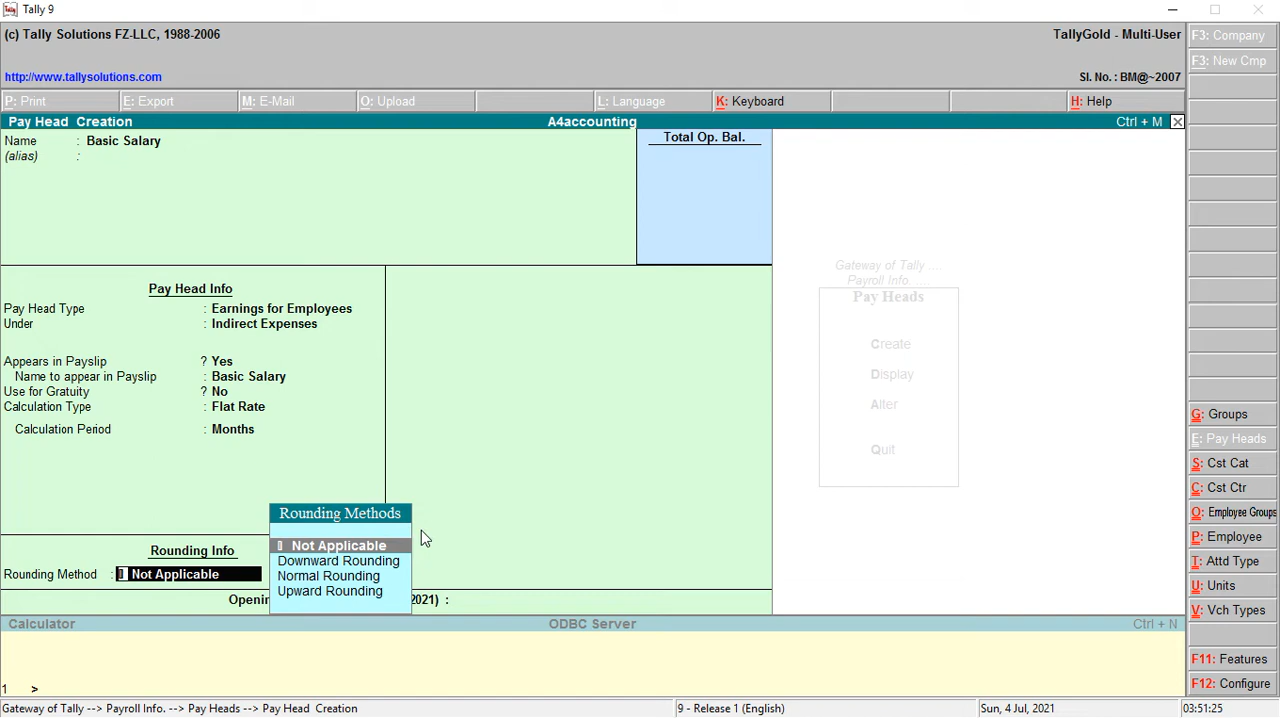 Tally 9
(c) Tally Solutions FZ-LLC, 1988-2006
TallyGold - Multi-User
http://www.tallysolutions.com
Sl. No. : BM@~2007
P: Print
E: Export
M: E-Mail
O: Upload
L: Language
K: Keyboard
H: Help
F3: Company
F3: New Cmp
Pay Head Creation
A4accounting
Ctrl + M
Name : Basic Salary
(alias) :
Total Op. Bal.
Pay Head Info
Pay Head Type : Earnings for Employees
Under : Indirect Expenses
Appears in Payslip ? Yes
Name to appear in Payslip : Basic Salary
Use for Gratuity ? No
Calculation Type : Flat Rate
Calculation Period : Months
Rounding Info
Rounding Method : Not Applicable
Rounding Methods
Not Applicable
Downward Rounding
Normal Rounding
Upward Rounding
Openin
2021) :
Gateway of Tally ....
Payroll Info. ....
Pay Heads
Create
Display
Alter
Quit
G: Groups
E: Pay Heads
S: Cst Cat
C: Cst Ctr
O: Employee Groups
P: Employee
T: Attd Type
U: Units
V: Vch Types
F11: Features
F12: Configure
Calculator
ODBC Server
Ctrl + N
1 >
Gateway of Tally --> Payroll Info. --> Pay Heads --> Pay Head Creation
9 - Release 1 (English)
Sun, 4 Jul, 2021
03:51:25